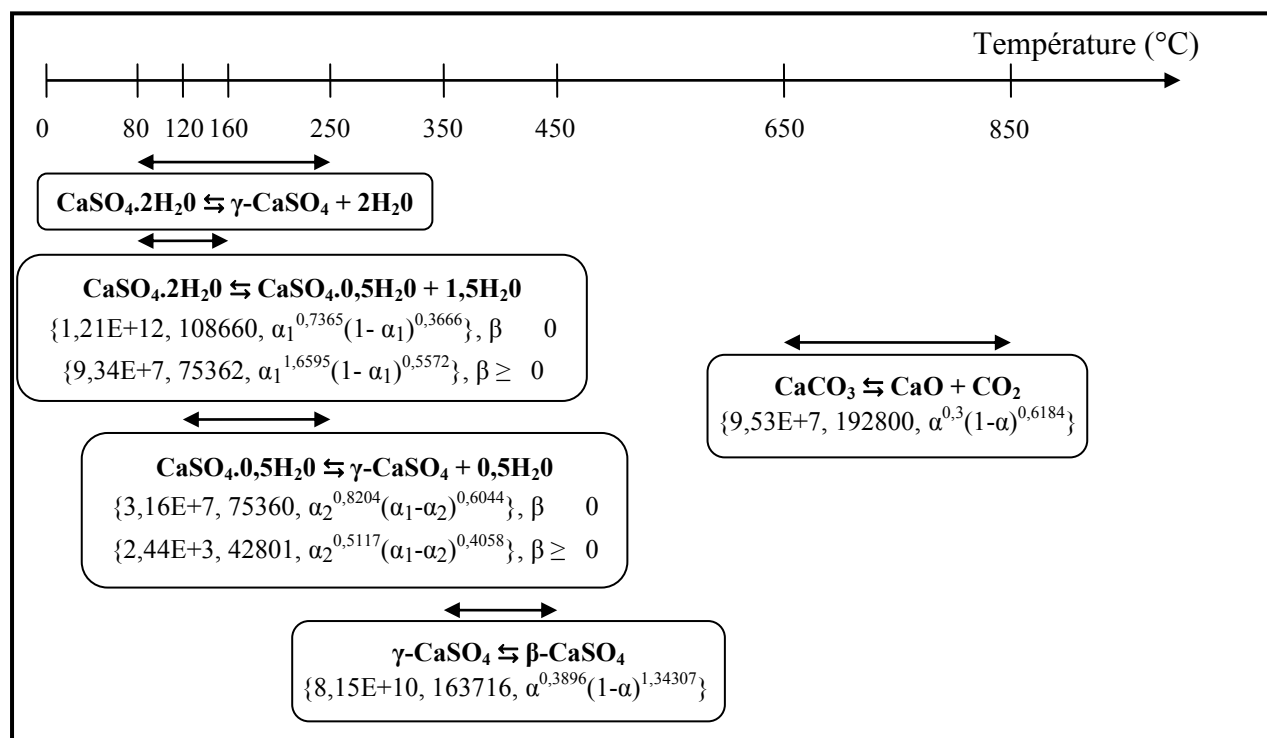 Température (°C)
0 80 120 160 250 350 450 650 850
CaSO₄.2H₂0 ⇆ γ-CaSO₄ + 2H₂0
CaSO₄.2H₂0 ⇆ CaSO₄.0,5H₂0 + 1,5H₂0
{1,21E+12, 108660, α₁^0,7365(1- α₁)^0,3666}, β 0
{9,34E+7, 75362, α₁^1,6595(1- α₁)^0,5572}, β ≥ 0
CaCO₃ ⇆ CaO + CO₂
{9,53E+7, 192800, α^0,3(1-α)^0,6184}
CaSO₄.0,5H₂0 ⇆ γ-CaSO₄ + 0,5H₂0
{3,16E+7, 75360, α₂^0,8204(α₁-α₂)^0,6044}, β 0
{2,44E+3, 42801, α₂^0,5117(α₁-α₂)^0,4058}, β ≥ 0
γ-CaSO₄ ⇆ β-CaSO₄
{8,15E+10, 163716, α^0,3896(1-α)^1,34307}